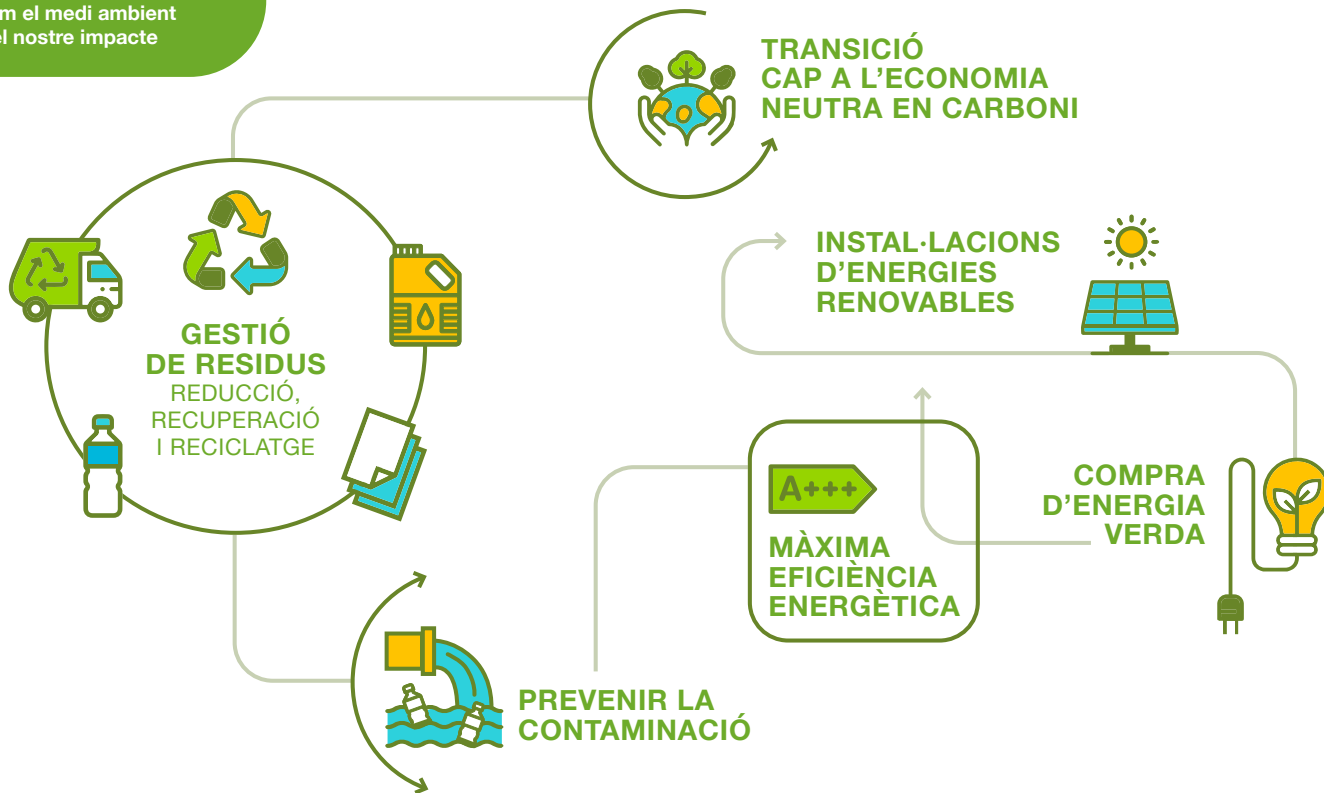 m el medi ambient
el nostre impacte
TRANSICIÓ
CAP A L'ECONOMIA
NEUTRA EN CARBONI
INSTAL·LACIONS
D'ENERGIES
RENOVABLES
GESTIÓ
DE RESIDUS
REDUCCIÓ,
RECUPERACIÓ
I RECICLATGE
A+++
MÀXIMA
EFICIÈNCIA
ENERGÈTICA
COMPRA
D'ENERGIA
VERDA
PREVENIR LA
CONTAMINACIÓ